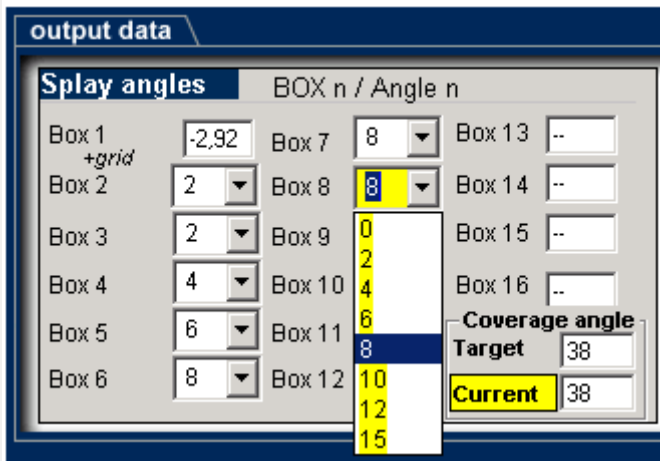 output data
Splay angles BOX n / Angle n
Box 1 -2,92 Box 7 8 Box 13 --
+grid
Box 2 2 Box 8 8 Box 14 --
Box 3 2 Box 9 Box 15 --
Box 4 4 Box 10 Box 16 --
Box 5 6 Box 11
Box 6 8 Box 12
0
2
4
6
8
10
12
15
Coverage angle
Target 38
Current 38